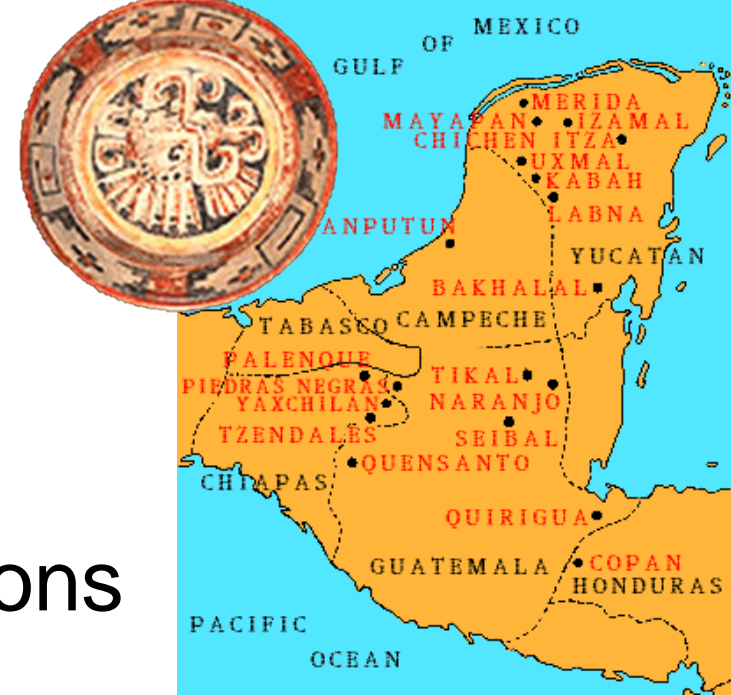 OF MEXICO
GULF
MERIDA
MAYAPAN IZAMAL
CHICHEN ITZA
UXMAL
KABAH
LABNA
ANPUTUN
YUCATAN
BAKHALAL
TABASCO CAMPECHE
PALENQUE
PIEDRAS NEGRAS
TIKAL
YAXCHILAN
NARANJO
TZENDALES
SEIBAL
QUENSANTO
CHIAPAS
QUIRIGUA
GUATEMALA
COPAN
HONDURAS
ons
PACIFIC
OCEAN